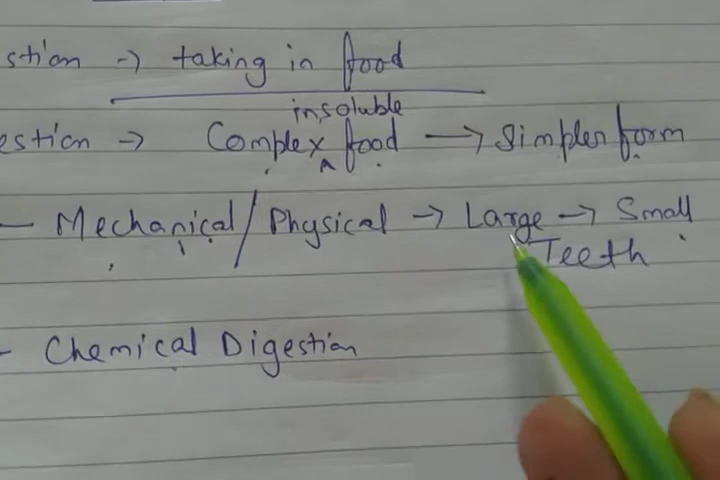 stion → taking in food
insoluble
estion → Complex ^ food → Simpler form
- Mechanical/Physical → Large → Small
Teeth
- Chemical Digestion